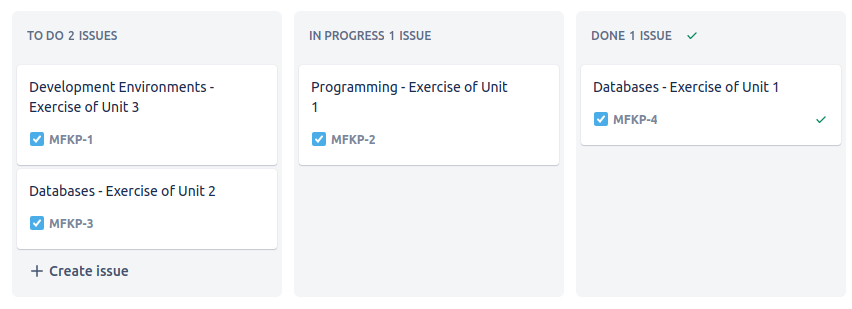 TO DO 2 ISSUES
Development Environments -
Exercise of Unit 3
MFKP-1
Databases - Exercise of Unit 2
MFKP-3
+ Create issue
IN PROGRESS 1 ISSUE
Programming - Exercise of Unit
1
MFKP-2
DONE 1 ISSUE
Databases - Exercise of Unit 1
MFKP-4